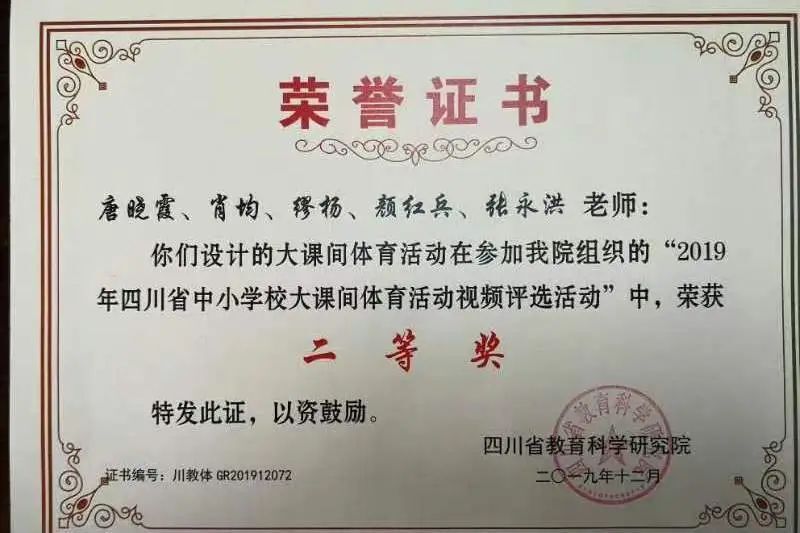 荣誉证书
唐晓霞、肖均、缪杨、颜红兵、张永洪 老师：
你们设计的大课间体育活动在参加我院组织的“2019
年四川省中小学校大课间体育活动视频评选活动”中，荣获
二等奖
特发此证，以资鼓励。
四川省教育科学研究院
证书编号：川教体 GR201912072
二〇一九年十二月